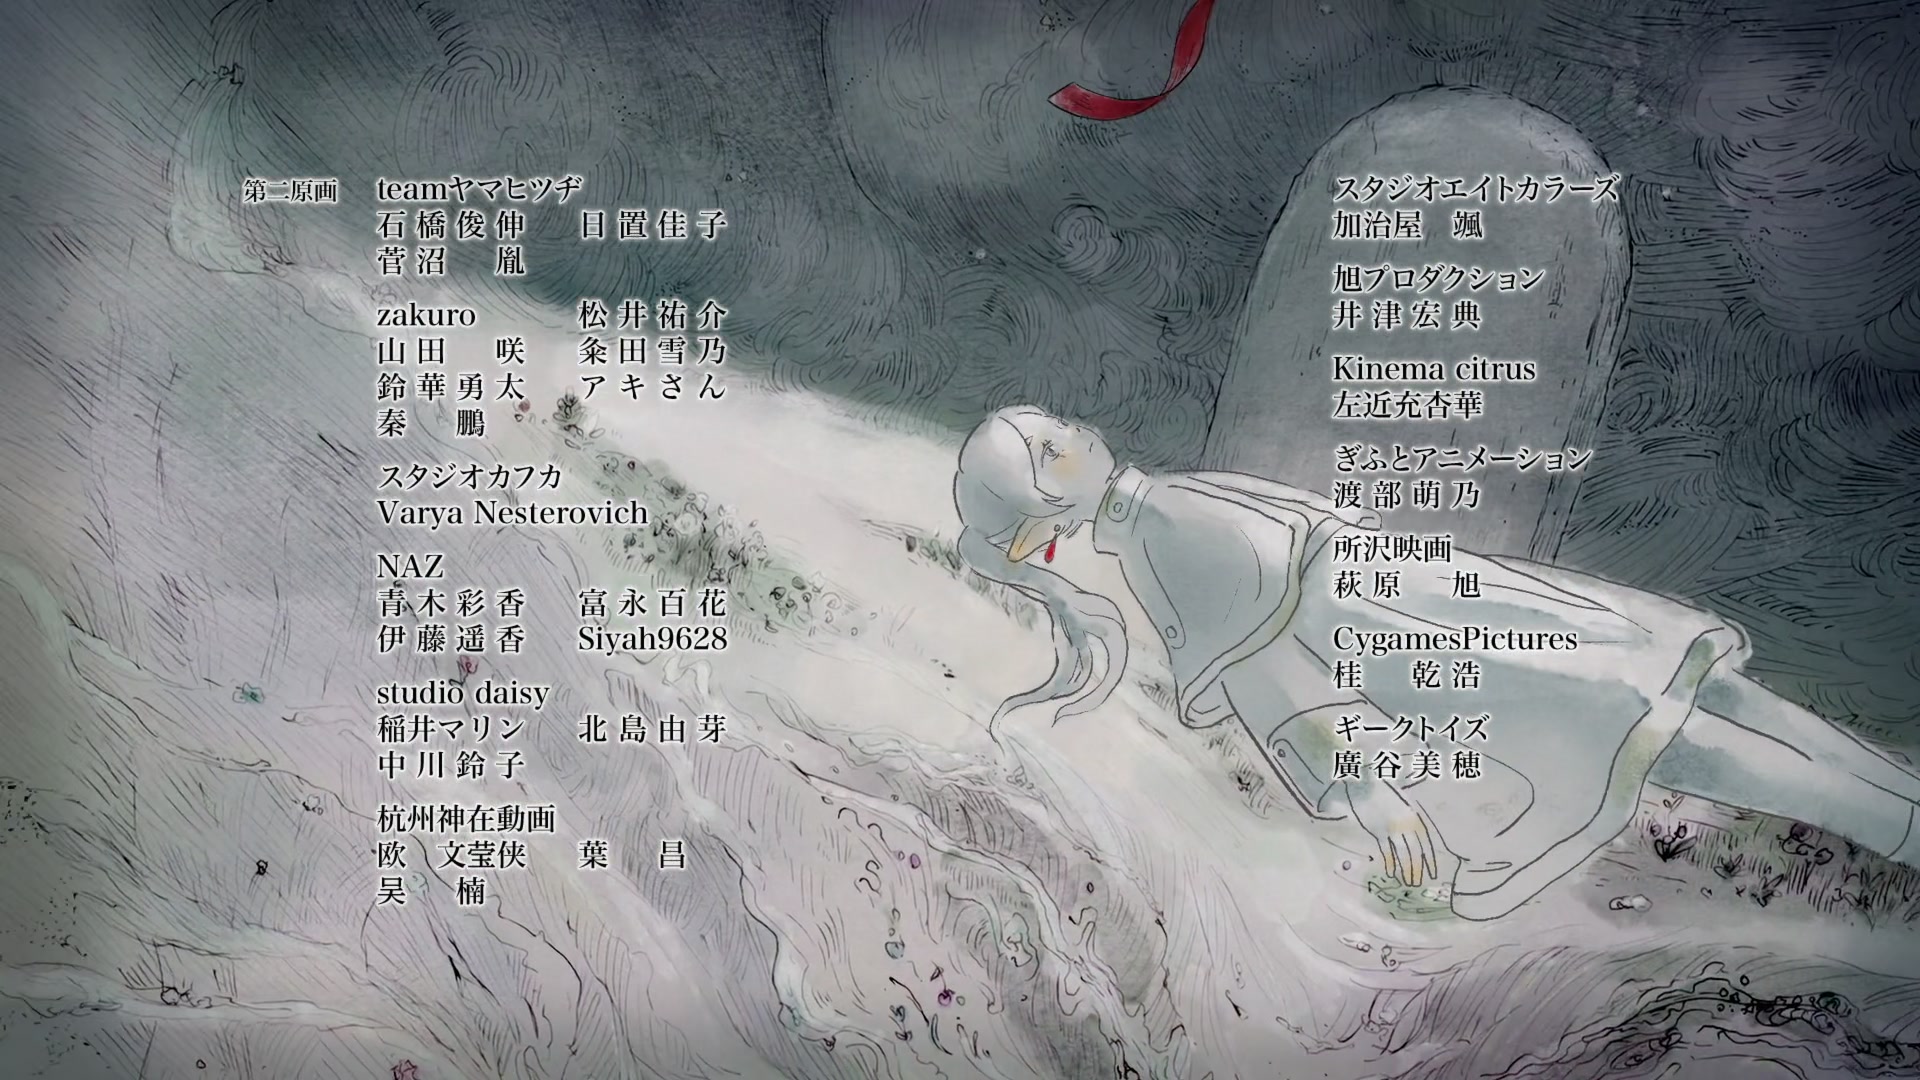 第二原画
teamヤマヒツヂ
石橋俊伸 日置佳子
菅沼 胤
zakuro 松井祐介
山田 咲 粂田雪乃
鈴華勇太 アキさん
秦 鵬
スタジオカフカ
Varya Nesterovich
NAZ
青木彩香 富永百花
伊藤遥香 Siyah9628
studio daisy
稲井マリン 北島由芽
中川鈴子
杭州神在動画
欧 文莹侠 葉 昌
吴 楠
スタジオエイトカラーズ
加治屋 颯
旭プロダクション
井津宏典
Kinema citrus
左近充杏華
ぎふとアニメーション
渡部萌乃
所沢映画
萩原 旭
CygamesPictures
桂 乾浩
ギークトイズ
廣谷美穂